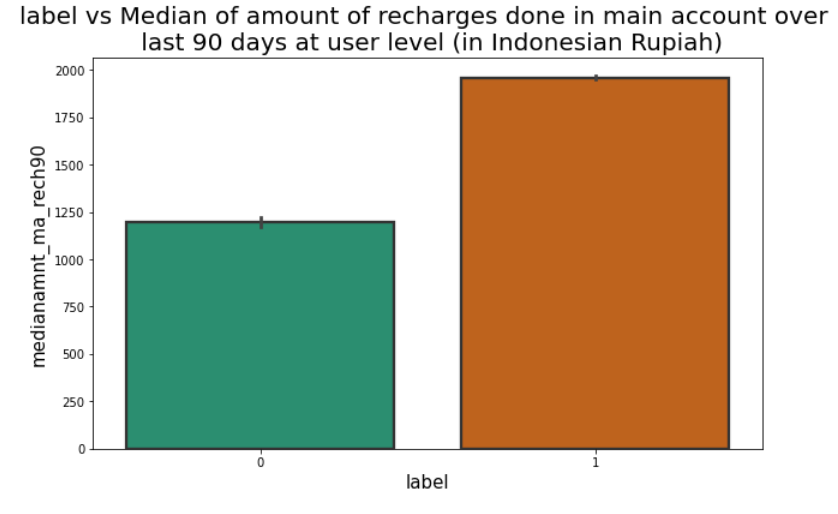 label vs Median of amount of recharges done in main account over
last 90 days at user level (in Indonesian Rupiah)
2000
1750
1500
1250
1000
750
500
250
0
medianamnt_ma_rech90
0
1
label